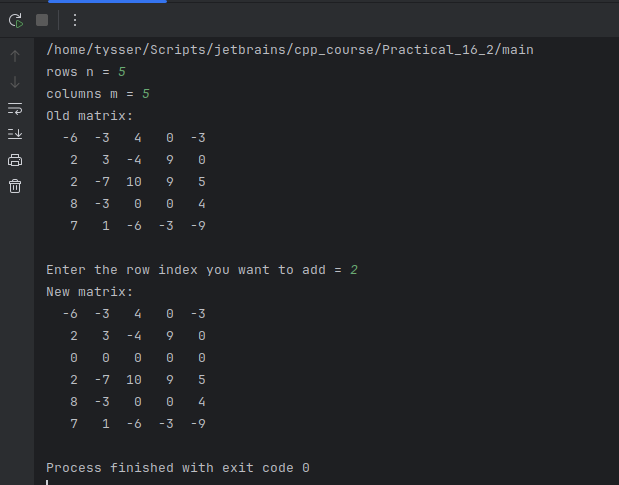 /home/tysser/Scripts/jetbrains/cpp_course/Practical_16_2/main
rows n = 5
columns m = 5
Old matrix:
  -6  -3   4   0  -3
   2   3  -4   9   0
   2  -7  10   9   5
   8  -3   0   0   4
   7   1  -6  -3  -9

Enter the row index you want to add = 2
New matrix:
  -6  -3   4   0  -3
   2   3  -4   9   0
   0   0   0   0   0
   2  -7  10   9   5
   8  -3   0   0   4
   7   1  -6  -3  -9

Process finished with exit code 0